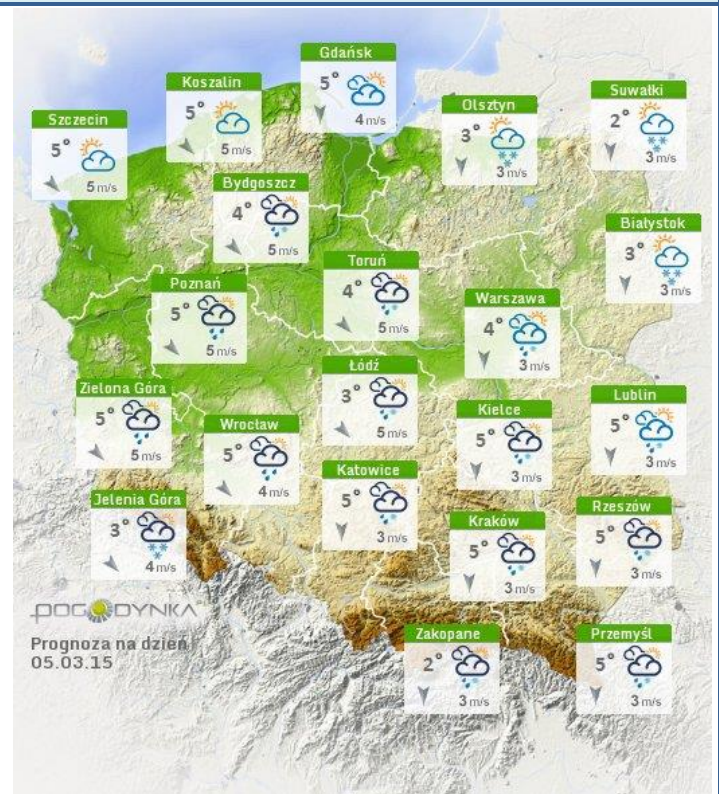 Gdańsk
5°
4 m/s
Koszalin
5°
5 m/s
Suwałki
2°
3 m/s
Olsztyn
3°
3 m/s
Szczecin
5°
5 m/s
Bydgoszcz
4°
5 m/s
Białystok
3°
3 m/s
Toruń
4°
5 m/s
Poznań
5°
5 m/s
Warszawa
4°
3 m/s
Łódź
3°
5 m/s
Zielona Góra
5°
5 m/s
Lublin
5°
3 m/s
Kielce
5°
3 m/s
Wrocław
5°
4 m/s
Katowice
5°
3 m/s
Jelenia Góra
3°
4 m/s
Rzeszów
5°
3 m/s
Kraków
5°
3 m/s
POGODYNKA
Prognoza na dzień
05.03.15
Zakopane
2°
3 m/s
Przemyśl
5°
3 m/s